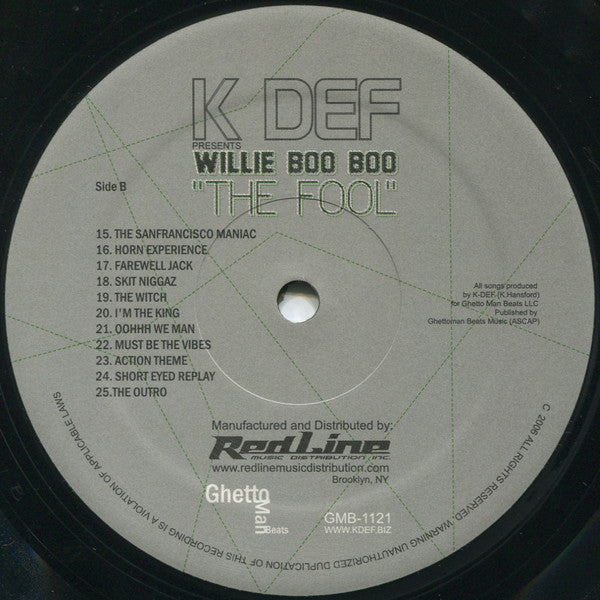 K DEF
PRESENTS
WILLIE BOO BOO
"THE FOOL"
Side B
15. THE SANFRANCISCO MANIAC
16. HORN EXPERIENCE
17. FAREWELL JACK
18. SKIT NIGGAZ
19. THE WITCH
20. I'M THE KING
21. OOHHH WE MAN
22. MUST BE THE VIBES
23. ACTION THEME
24. SHORT EYED REPLAY
25.THE OUTRO
All songs produced
by K-DEF-(K.Hansford)
for Ghetto Man Beats LLC
Published by
Ghettoman Beats Music (ASCAP)
Manufactured and Distributed by:
RedLine
MUSIC DISTRIBUTION, INC.
www.redlinemusicdistribution.com
Brooklyn, NY
Ghetto
Man
Beats
GMB-1121
WWW.KDEF.BIZ
C 2006 ALL RIGHTS RESERVED. WARNING UNAUTHORIZED DUPLICATION OF THIS RECORDING IS A VIOLATION OF APPLICABLE LAWS